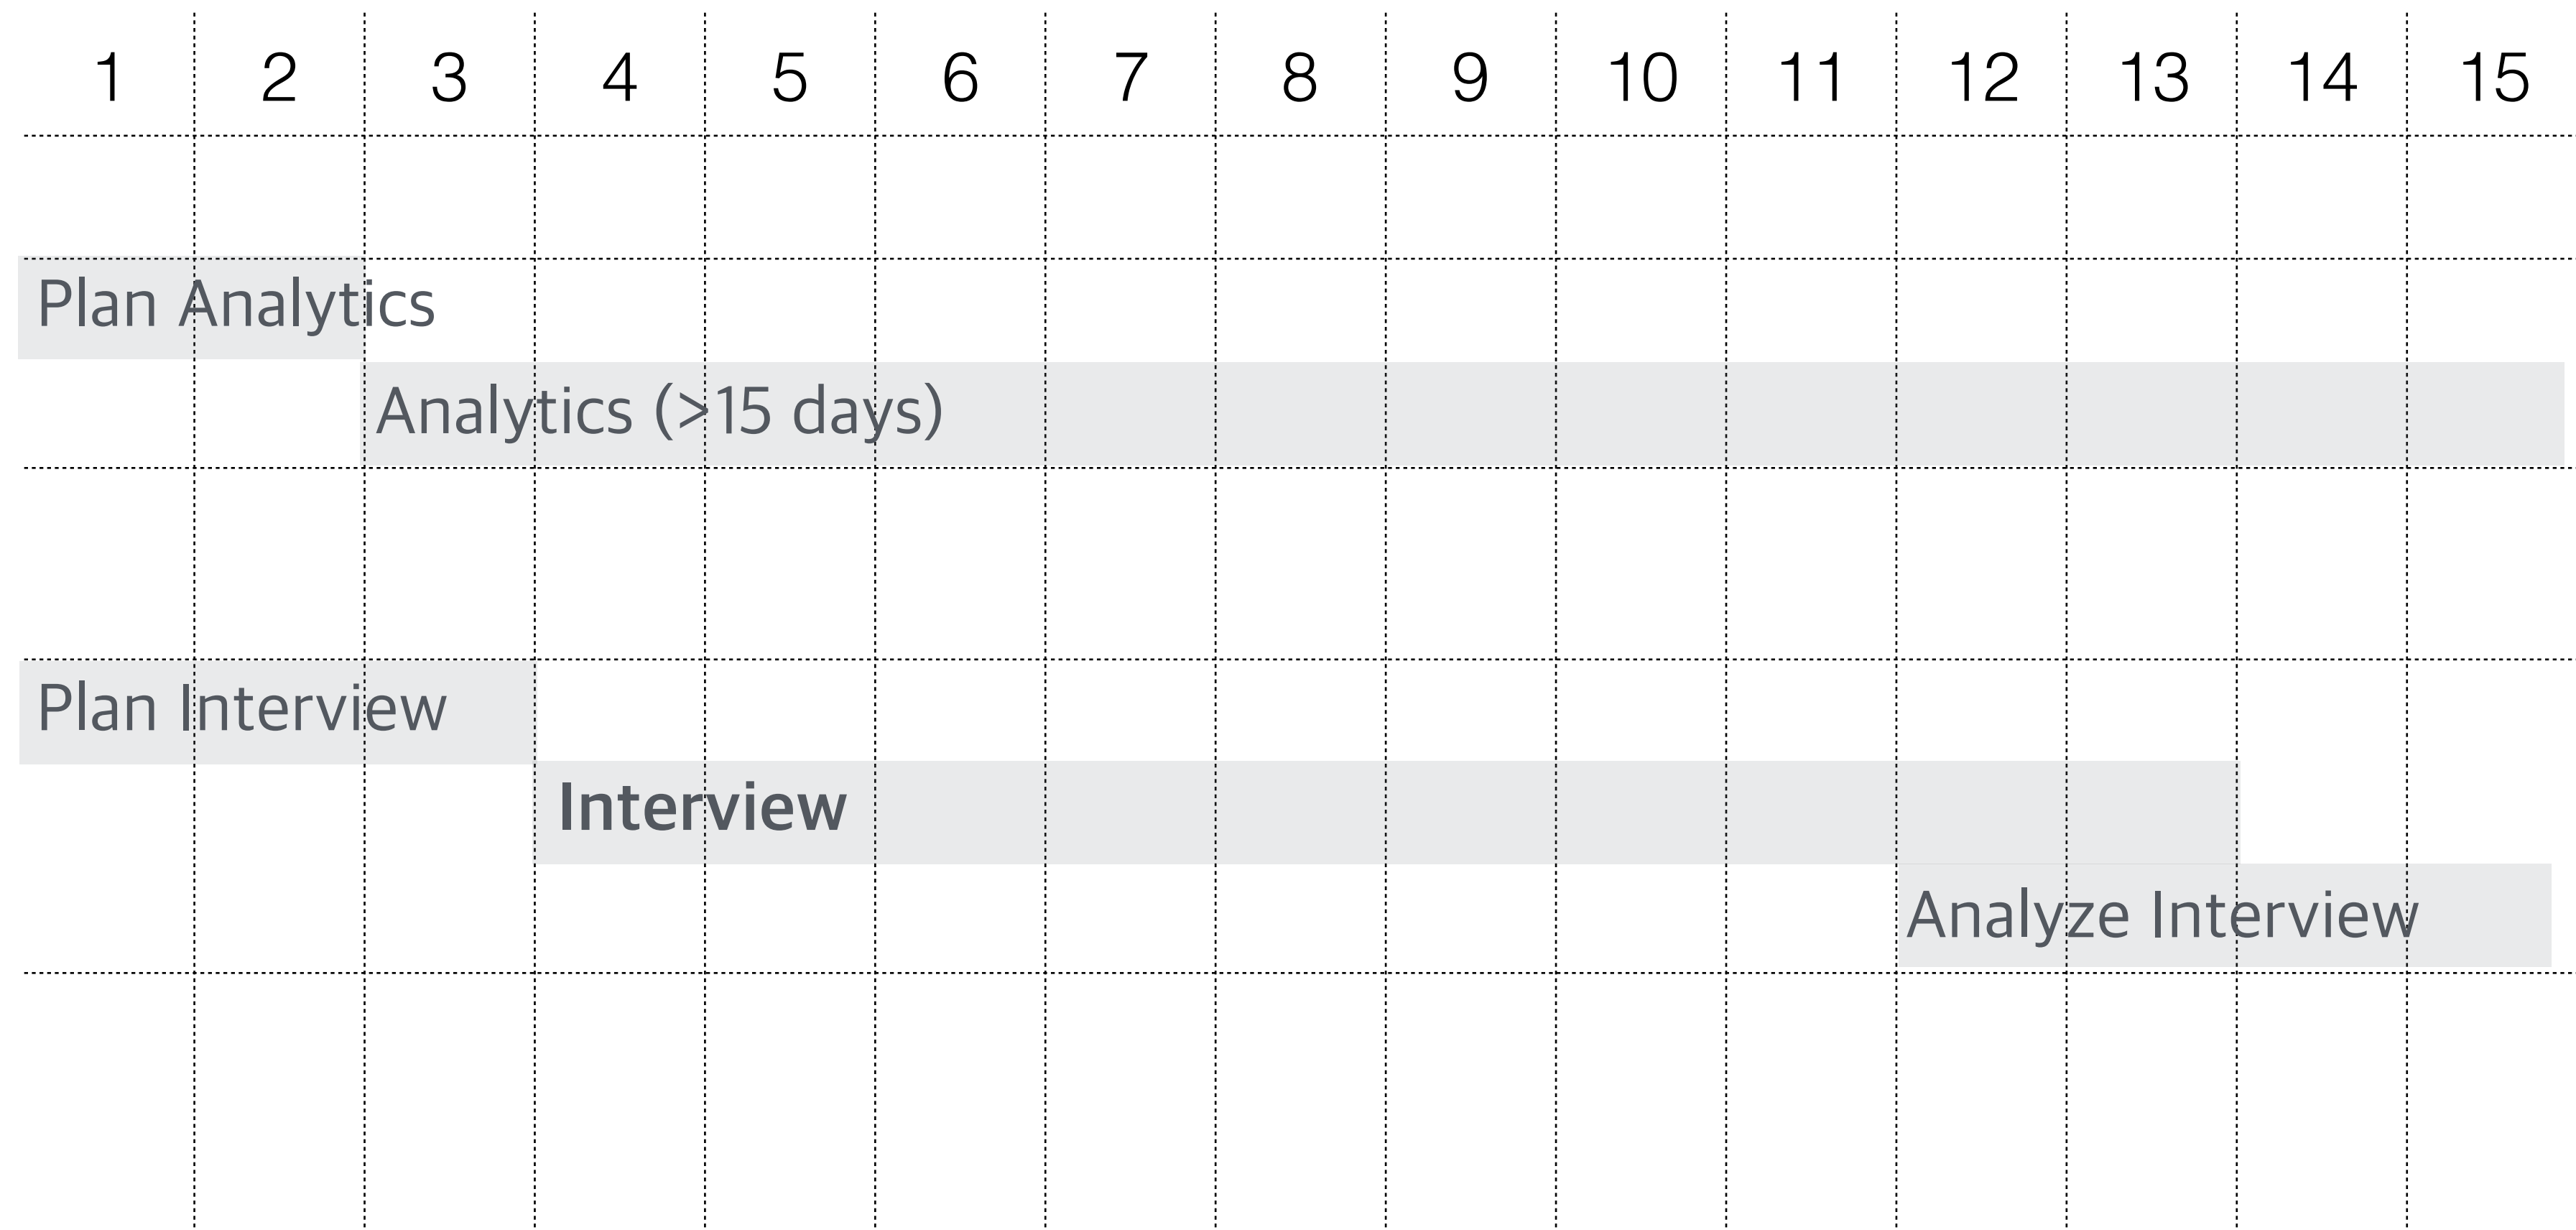 1 2 3 4 5 6 7 8 9 10 11 12 13 14 15
Plan Analytics
Analytics (>15 days)
Plan Interview
Interview
Analyze Interview